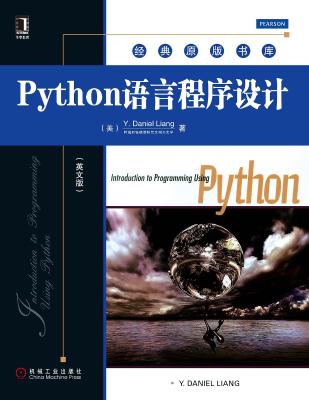 PEARSON
经典原版书库
Python语言程序设计
（美） Y. Daniel Liang 著
（英文版）
Introduction to Programming Using
Python
Introduction to Programming
Using Python
机械工业出版社
China Machine Press
• Y. DANIEL LIANG